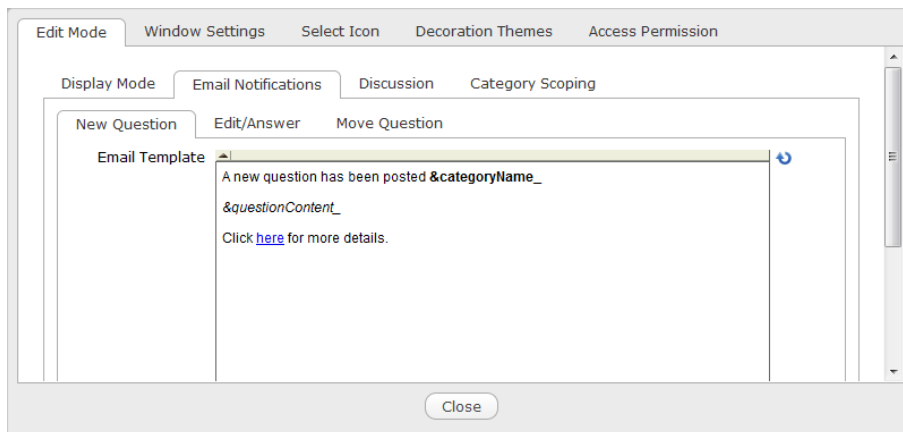 Edit Mode Window Settings Select Icon Decoration Themes Access Permission
Display Mode Email Notifications Discussion Category Scoping
New Question Edit/Answer Move Question
Email Template
A new question has been posted &categoryName_
&questionContent_
Click here for more details.
Close